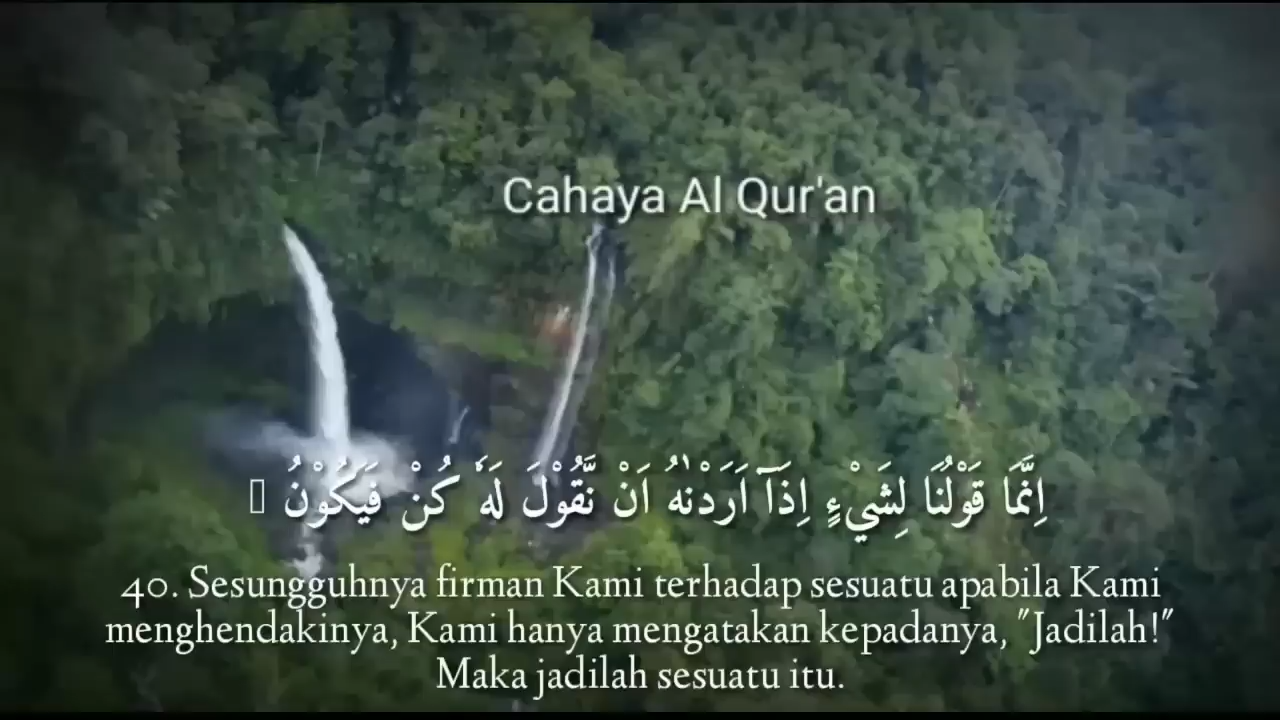 Cahaya Al Qur'an
اِنَّمَا قَوْلُنَا لِشَيْءٍ اِذَآ اَرَدْنٰهُ اَنْ نَّقُوْلَ لَهٗ كُنْ فَيَكُوْنُ
40. Sesungguhnya firman Kami terhadap sesuatu apabila Kami
menghendakinya, Kami hanya mengatakan kepadanya, "Jadilah!"
Maka jadilah sesuatu itu.